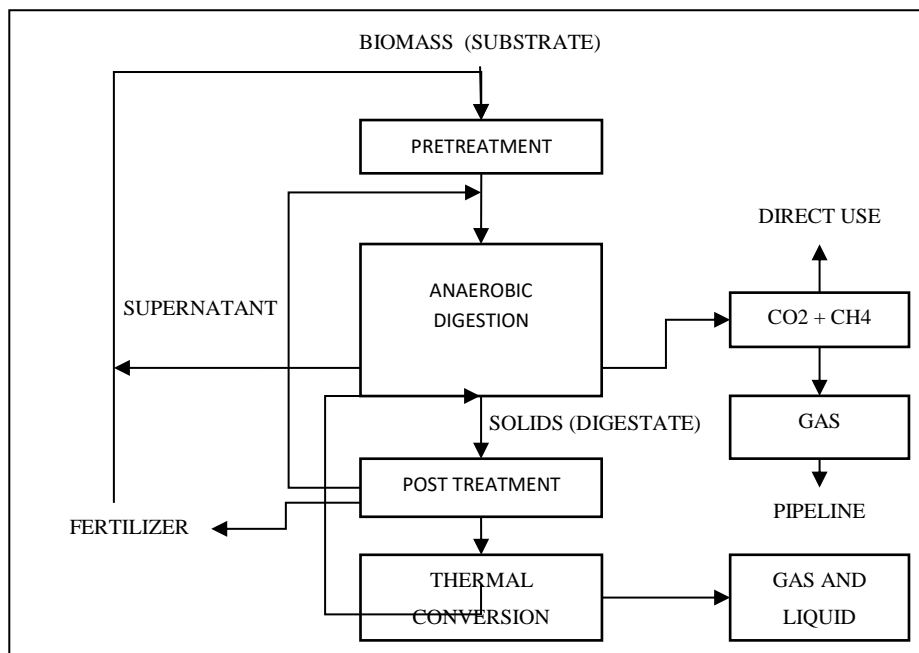 BIOMASS (SUBSTRATE)
PRETREATMENT
DIRECT USE
ANAEROBIC
DIGESTION
SUPERNATANT
CO2 + CH4
SOLIDS (DIGESTATE)
GAS
POST TREATMENT
PIPELINE
FERTILIZER
THERMAL
CONVERSION
GAS AND
LIQUID